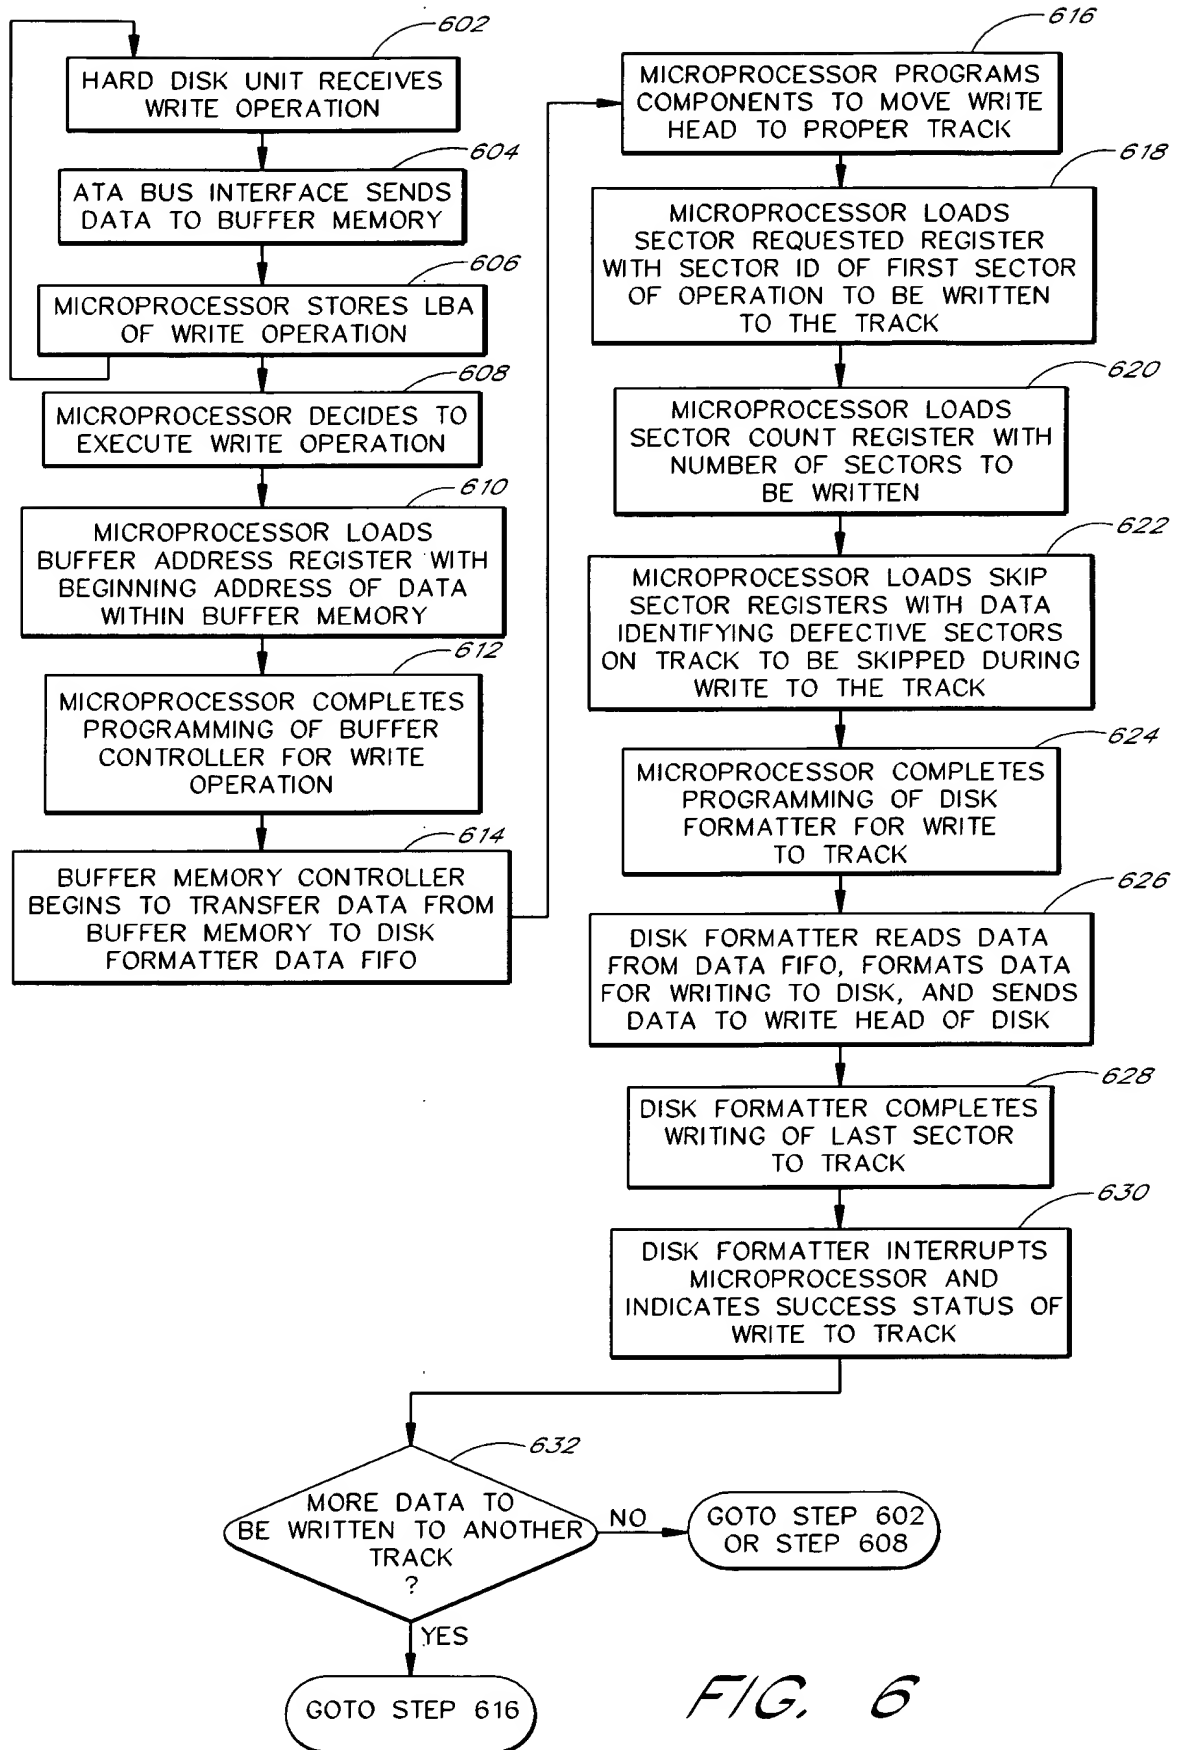 602
HARD DISK UNIT RECEIVES
WRITE OPERATION
604
ATA BUS INTERFACE SENDS
DATA TO BUFFER MEMORY
606
MICROPROCESSOR STORES LBA
OF WRITE OPERATION
608
MICROPROCESSOR DECIDES TO
EXECUTE WRITE OPERATION
610
MICROPROCESSOR LOADS
BUFFER ADDRESS REGISTER WITH
BEGINNING ADDRESS OF DATA
WITHIN BUFFER MEMORY
612
MICROPROCESSOR COMPLETES
PROGRAMMING OF BUFFER
CONTROLLER FOR WRITE
OPERATION
614
BUFFER MEMORY CONTROLLER
BEGINS TO TRANSFER DATA FROM
BUFFER MEMORY TO DISK
FORMATTER DATA FIFO
616
MICROPROCESSOR PROGRAMS
COMPONENTS TO MOVE WRITE
HEAD TO PROPER TRACK
618
MICROPROCESSOR LOADS
SECTOR REQUESTED REGISTER
WITH SECTOR ID OF FIRST SECTOR
OF OPERATION TO BE WRITTEN
TO THE TRACK
620
MICROPROCESSOR LOADS
SECTOR COUNT REGISTER WITH
NUMBER OF SECTORS TO
BE WRITTEN
622
MICROPROCESSOR LOADS SKIP
SECTOR REGISTERS WITH DATA
IDENTIFYING DEFECTIVE SECTORS
ON TRACK TO BE SKIPPED DURING
WRITE TO THE TRACK
624
MICROPROCESSOR COMPLETES
PROGRAMMING OF DISK
FORMATTER FOR WRITE
TO TRACK
626
DISK FORMATTER READS DATA
FROM DATA FIFO, FORMATS DATA
FOR WRITING TO DISK, AND SENDS
DATA TO WRITE HEAD OF DISK
628
DISK FORMATTER COMPLETES
WRITING OF LAST SECTOR
TO TRACK
630
DISK FORMATTER INTERRUPTS
MICROPROCESSOR AND
INDICATES SUCCESS STATUS OF
WRITE TO TRACK
632
MORE DATA TO
BE WRITTEN TO ANOTHER
TRACK
?
NO
GOTO STEP 602
OR STEP 608
YES
GOTO STEP 616
FIG. 6